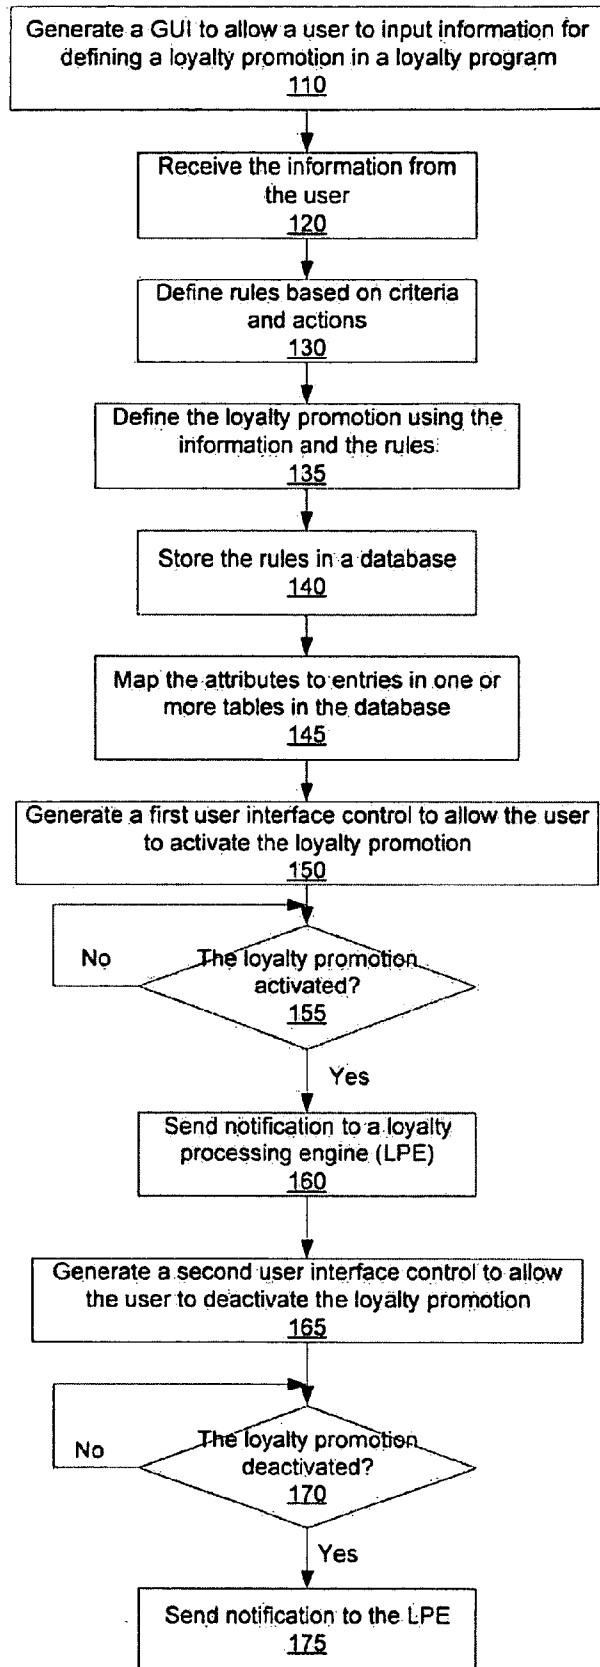 Generate a GUI to allow a user to input information for
defining a loyalty promotion in a loyalty program
110
Receive the information from
the user
120
Define rules based on criteria
and actions
130
Define the loyalty promotion using the
information and the rules
135
Store the rules in a database
140
Map the attributes to entries in one or
more tables in the database
145
Generate a first user interface control to allow the user
to activate the loyalty promotion
150
No
The loyalty promotion
activated?
155
Yes
Send notification to a loyalty
processing engine (LPE)
160
Generate a second user interface control to allow
the user to deactivate the loyalty promotion
165
No
The loyalty promotion
deactivated?
170
Yes
Send notification to the LPE
175